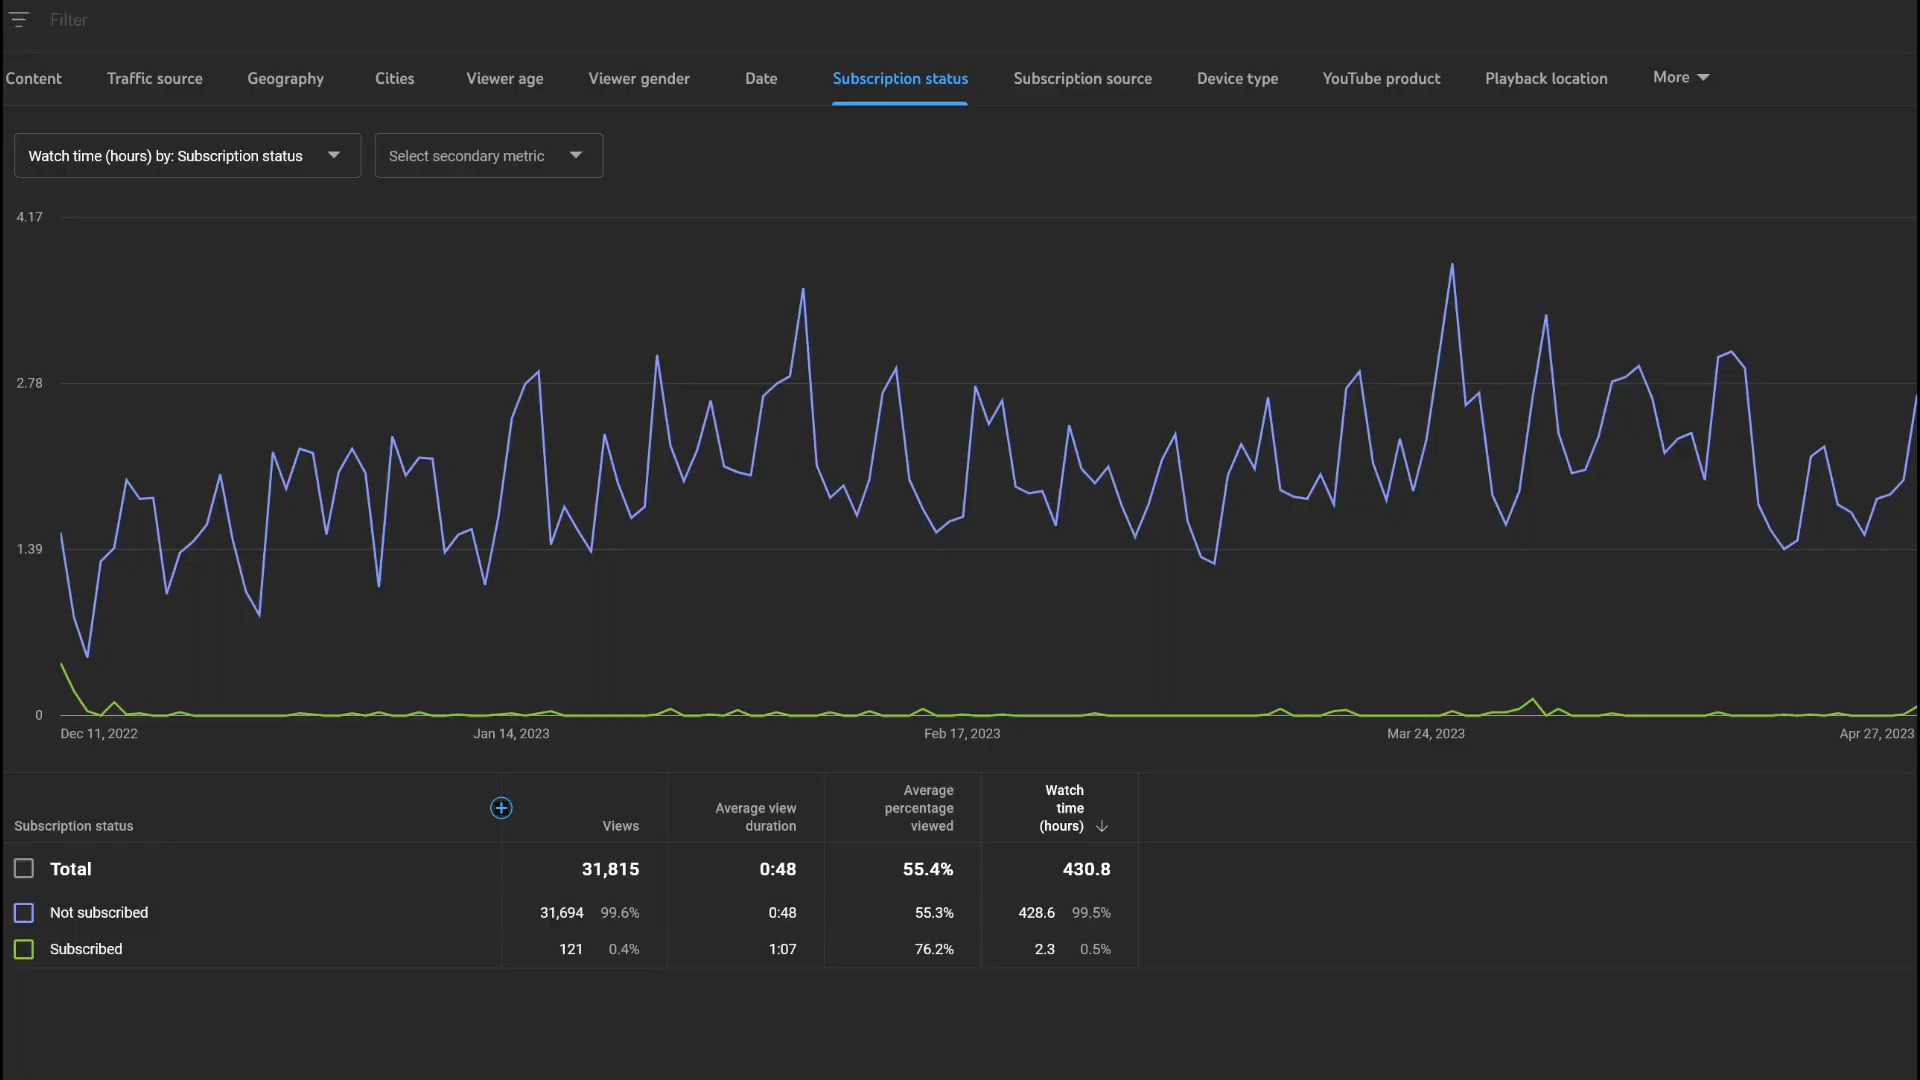 Filter
Content Traffic source Geography Cities Viewer age Viewer gender Date Subscription status Subscription source Device type YouTube product Playback location More
Watch time (hours) by: Subscription status Select secondary metric
4.17
2.78
1.39
0
Dec 11, 2022 Jan 14, 2023 Feb 17, 2023 Mar 24, 2023 Apr 27, 2023
Subscription status Views Average view duration Average percentage viewed Watch time (hours)
Total 31,815 0:48 55.4% 430.8
Not subscribed 31,694 99.6% 0:48 55.3% 428.6 99.5%
Subscribed 121 0.4% 1:07 76.2% 2.3 0.5%